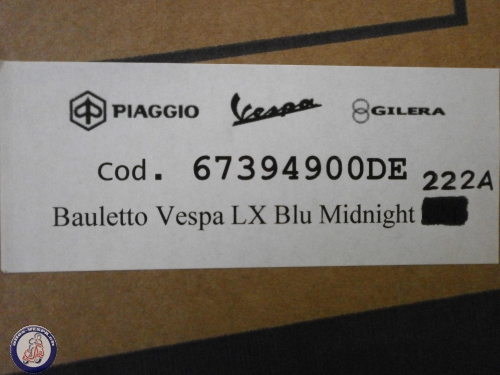 PIAGGIO Vespa GILERA
Cod. 67394900DE 222A
Bauletto Vespa LX Blu Midnight